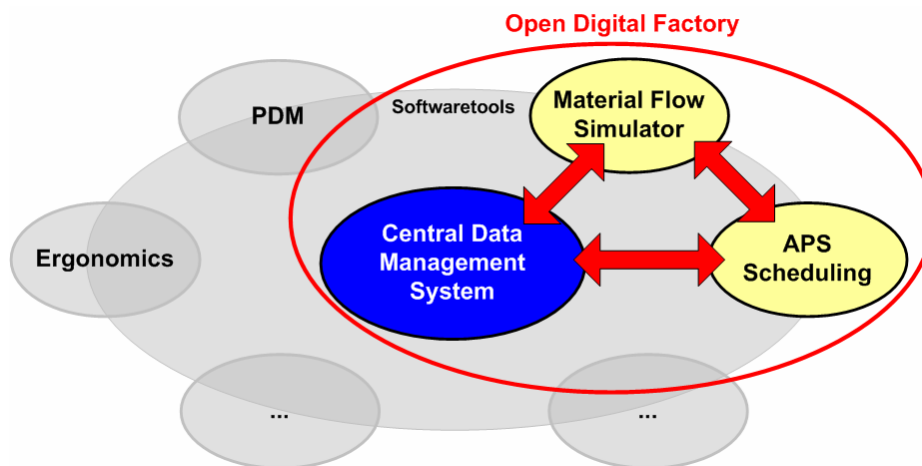 Open Digital Factory
PDM
Softwaretools
Material Flow
Simulator
Ergonomics
Central Data
Management
System
APS
Scheduling
...
...